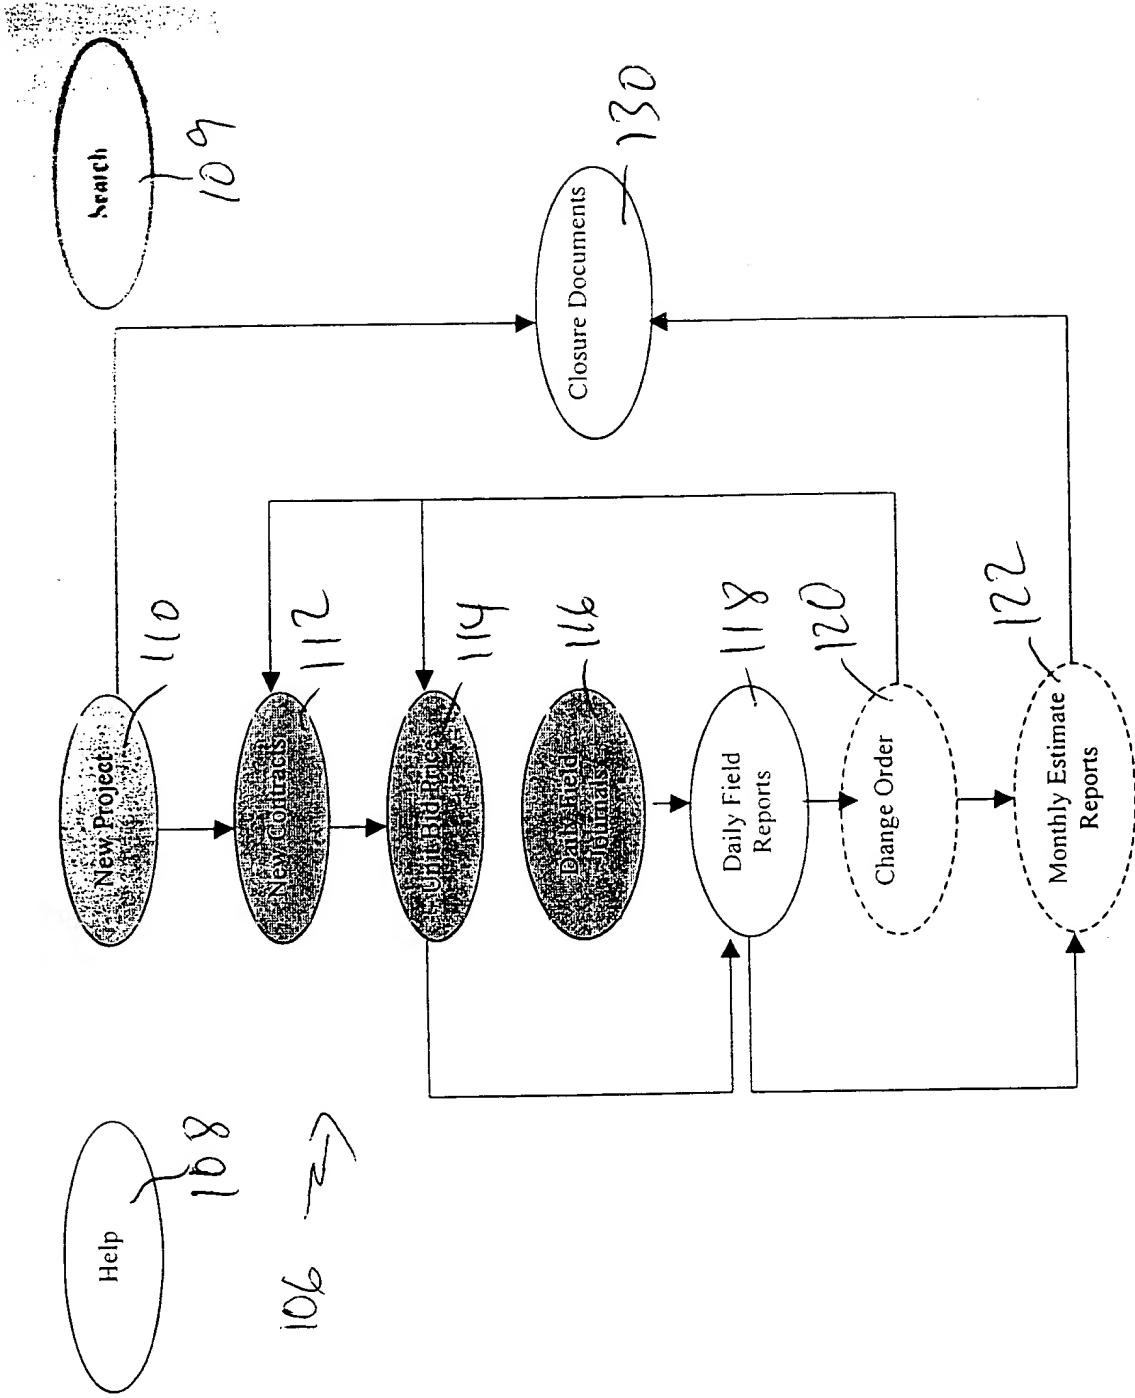 Help
108
106
Search
109
New Project
110
New Contracts
112
Unit Bid Price
114
Daily Field
Journals
116
Daily Field
Reports
118
Change Order
120
Monthly Estimate
Reports
122
Closure Documents
130